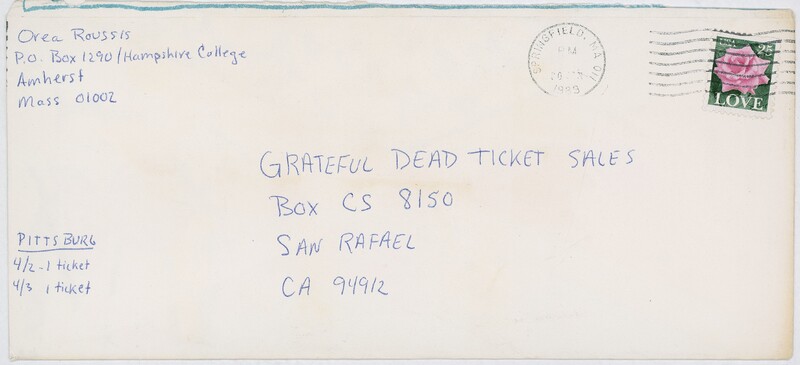 Orea Roussis
P.O. Box 1290/Hampshire College
Amherst
Mass 01002
SPRINGFIELD, MA
PM
1989
25
LOVE
GRATEFUL DEAD TICKET SALES
BOX CS 8150
SAN RAFAEL
CA 94912
PITTSBURG
4/2-1 ticket
4/3 1 ticket